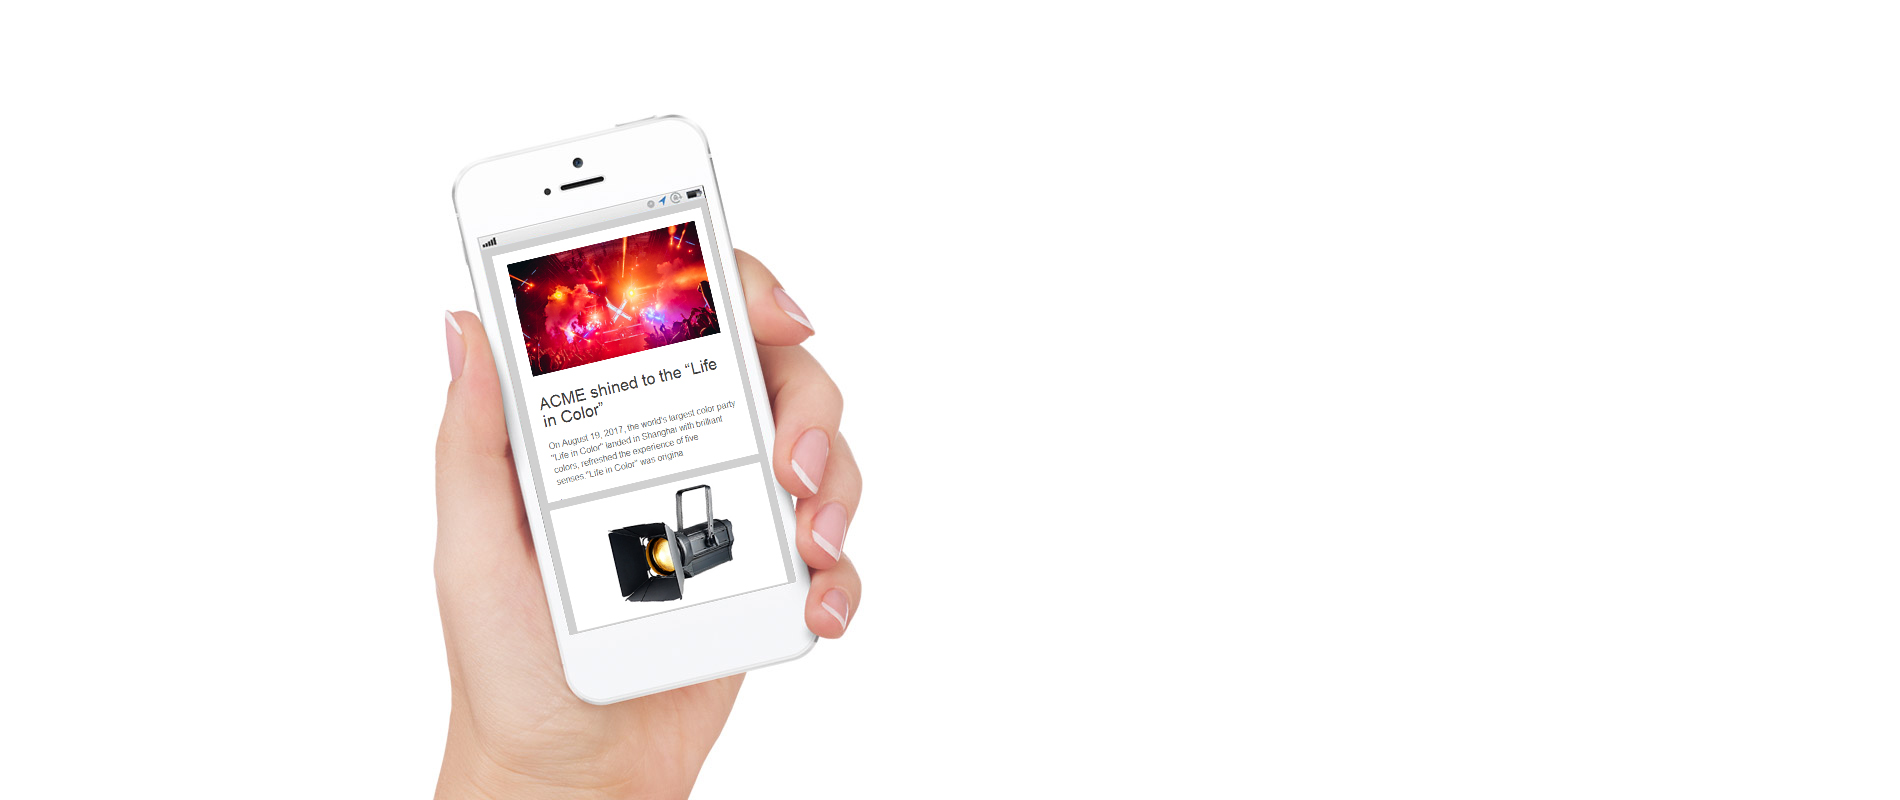 ACME shined to the “Life
in Color”
On August 19, 2017, the world's largest color party
"Life in Color" landed in Shanghai with brilliant
colors, refreshed the experience of five
senses."Life in Color" was origina